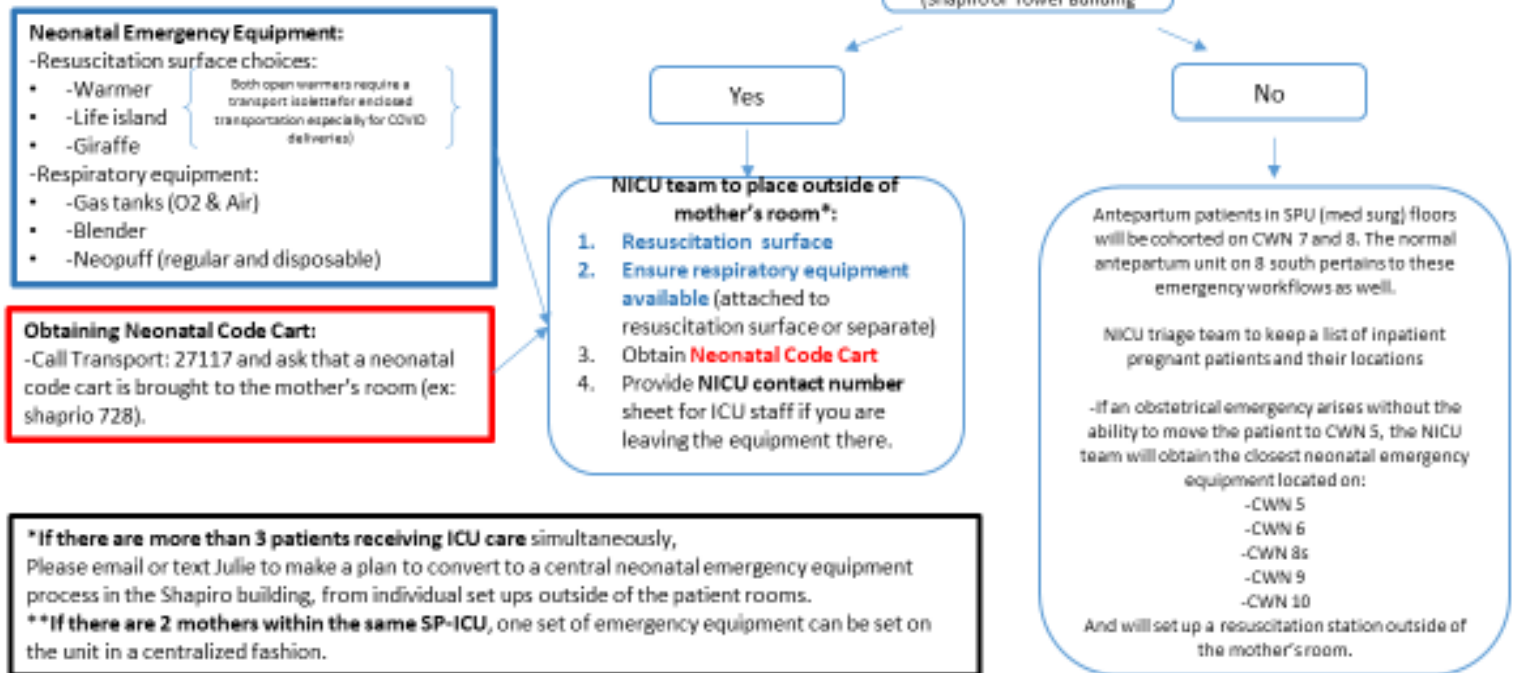 (Shapiro or Tower Building
Neonatal Emergency Equipment:
-Resuscitation surface choices:
• -Warmer
• -Life island
• -Giraffe
Both open warmers require a
transport isolette for enclosed
transportation especially for COVID
deliveries)
-Respiratory equipment:
• -Gas tanks (O2 & Air)
• -Blender
• -Neopuff (regular and disposable)
Obtaining Neonatal Code Cart:
-Call Transport: 27117 and ask that a neonatal
code cart is brought to the mother's room (ex:
shaprio 728).
Yes
NICU team to place outside of
mother's room*:
1. Resuscitation surface
2. Ensure respiratory equipment
available (attached to
resuscitation surface or separate)
3. Obtain Neonatal Code Cart
4. Provide NICU contact number
sheet for ICU staff if you are
leaving the equipment there.
No
Antepartum patients in SPU (med surg) floors
will be cohorted on CWN 7 and 8. The normal
antepartum unit on 8 south pertains to these
emergency workflows as well.
NICU triage team to keep a list of inpatient
pregnant patients and their locations
-If an obstetrical emergency arises without the
ability to move the patient to CWN 5, the NICU
team will obtain the closest neonatal emergency
equipment located on:
-CWN 5
-CWN 6
-CWN 8s
-CWN 9
-CWN 10
And will set up a resuscitation station outside of
the mother's room.
*If there are more than 3 patients receiving ICU care simultaneously,
Please email or text Julie to make a plan to convert to a central neonatal emergency equipment
process in the Shapiro building, from individual set ups outside of the patient rooms.
**If there are 2 mothers within the same SP-ICU, one set of emergency equipment can be set on
the unit in a centralized fashion.